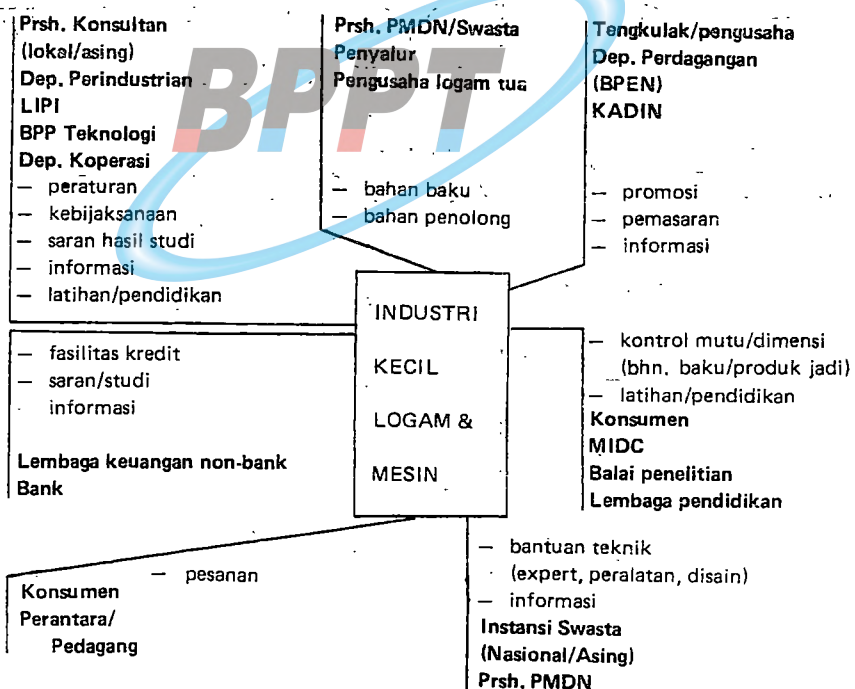 Prsh. Konsultan
(lokal/asing)
Dep. Perindustrian
LIPI
BPP Teknologi
Dep. Koperasi
— peraturan
— kebijaksanaan
— saran hasil studi
— informasi
— latihan/pendidikan
Prsh. PMDN/Swasta
Penyalur
Pengusaha logam tua
— bahan baku
— bahan penolong
Tengkulak/pengusaha
Dep. Perdagangan
(BPEN)
KADIN
— promosi
— pemasaran
— informasi
BPPT
INDUSTRI
KECIL
LOGAM &
MESIN
— fasilitas kredit
— saran/studi
informasi
Lembaga keuangan non-bank
Bank
— kontrol mutu/dimensi
(bhn. baku/produk jadi)
— latihan/pendidikan
Konsumen
MIDC
Balai penelitian
Lembaga pendidikan
— pesanan
Konsumen
Perantara/
Pedagang
— bantuan teknik
(expert, peralatan, disain)
— informasi
Instansi Swasta
(Nasional/Asing)
Prsh. PMDN